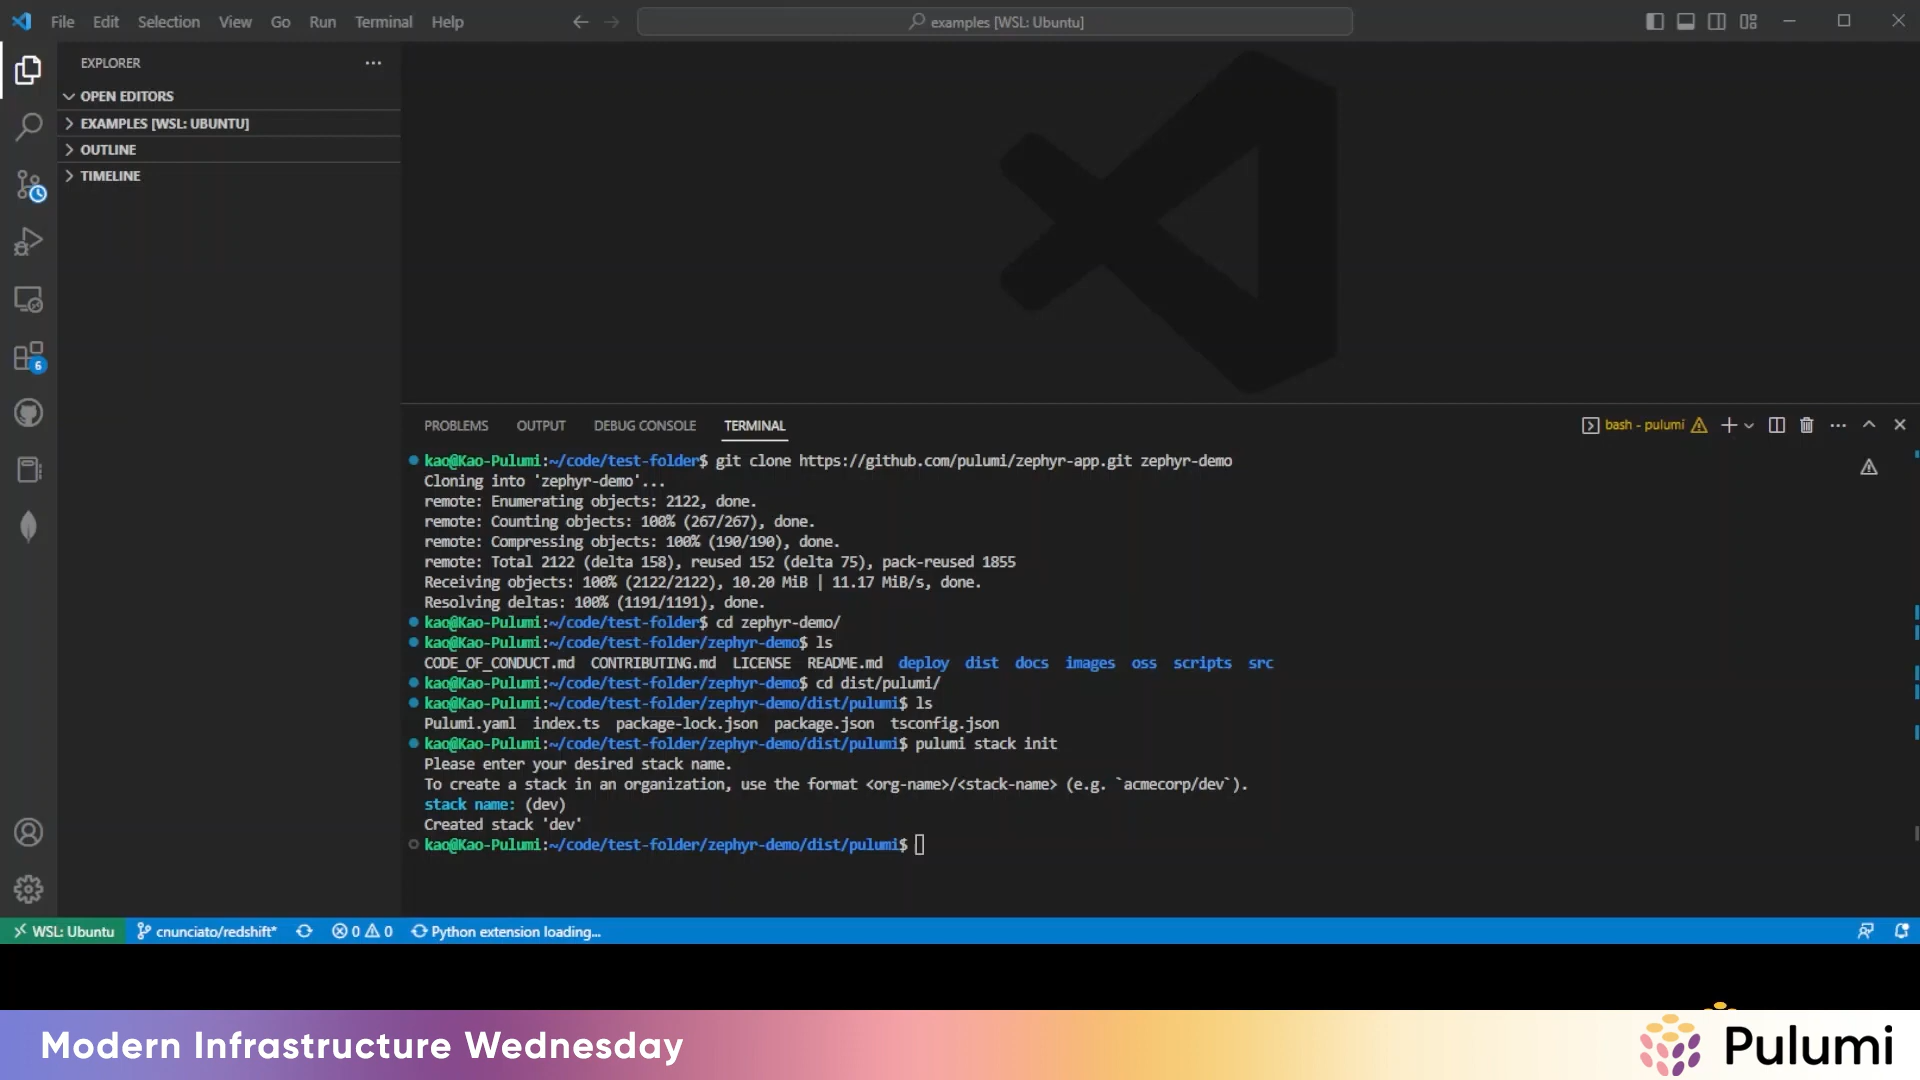 File Edit Selection View Go Run Terminal Help
examples [WSL: Ubuntu]
EXPLORER
OPEN EDITORS
EXAMPLES [WSL: UBUNTU]
OUTLINE
TIMELINE
6
PROBLEMS OUTPUT DEBUG CONSOLE TERMINAL
bash - pulumi
kao@Kao-Pulumi:~/code/test-folder$ git clone https://github.com/pulumi/zephyr-app.git zephyr-demo
Cloning into 'zephyr-demo'...
remote: Enumerating objects: 2122, done.
remote: Counting objects: 100% (267/267), done.
remote: Compressing objects: 100% (190/190), done.
remote: Total 2122 (delta 158), reused 152 (delta 75), pack-reused 1855
Receiving objects: 100% (2122/2122), 10.20 MiB | 11.17 MiB/s, done.
Resolving deltas: 100% (1191/1191), done.
kao@Kao-Pulumi:~/code/test-folder$ cd zephyr-demo/
kao@Kao-Pulumi:~/code/test-folder/zephyr-demo$ ls
CODE_OF_CONDUCT.md CONTRIBUTING.md LICENSE README.md deploy dist docs images oss scripts src
kao@Kao-Pulumi:~/code/test-folder/zephyr-demo$ cd dist/pulumi/
kao@Kao-Pulumi:~/code/test-folder/zephyr-demo/dist/pulumi$ ls
Pulumi.yaml index.ts package-lock.json package.json tsconfig.json
kao@Kao-Pulumi:~/code/test-folder/zephyr-demo/dist/pulumi$ pulumi stack init
Please enter your desired stack name.
To create a stack in an organization, use the format <org-name>/<stack-name> (e.g. `acmecorp/dev`).
stack name: (dev)
Created stack 'dev'
kao@Kao-Pulumi:~/code/test-folder/zephyr-demo/dist/pulumi$
WSL: Ubuntu cnunciato/redshift* 0 0 Python extension loading...
Modern Infrastructure Wednesday
Pulumi